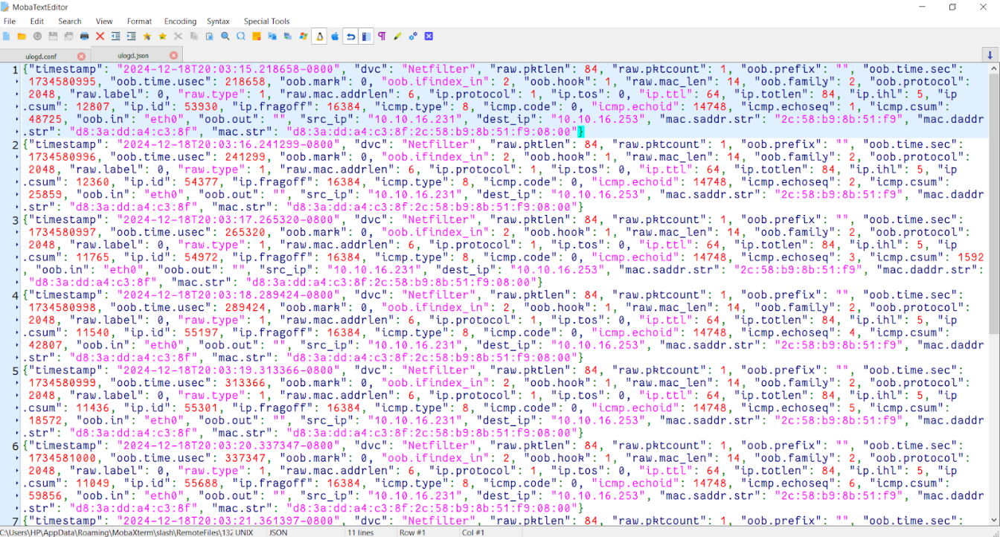 MobaTextEditor
File Edit Search View Format Encoding Syntax Special Tools
ulogd.conf ulogd.json
1 {"timestamp": "2024-12-18T20:03:15.218658-0800", "dvc": "Netfilter", "raw.pktlen": 84, "raw.pktcount": 1, "oob.prefix": "", "oob.time.sec":
1734580995, "oob.time.usec": 218658, "oob.mark": 0, "oob.ifindex_in": 2, "oob.hook": 1, "raw.mac_len": 14, "oob.family": 2, "oob.protocol":
2048, "raw.label": 0, "raw.type": 1, "raw.mac.addrlen": 6, "ip.protocol": 1, "ip.tos": 0, "ip.ttl": 64, "ip.totlen": 84, "ip.ihl": 5, "ip
.csum": 12807, "ip.id": 53930, "ip.fragoff": 16384, "icmp.type": 8, "icmp.code": 0, "icmp.echoid": 14748, "icmp.echoseq": 1, "icmp.csum":
48725, "oob.in": "eth0", "oob.out": "", "src_ip": "10.10.16.231", "dest_ip": "10.10.16.253", "mac.saddr.str": "2c:58:b9:8b:51:f9", "mac.daddr
.str": "d8:3a:dd:a4:c3:8f", "mac.str": "d8:3a:dd:a4:c3:8f:2c:58:b9:8b:51:f9:08:00"}
2 {"timestamp": "2024-12-18T20:03:16.241299-0800", "dvc": "Netfilter", "raw.pktlen": 84, "raw.pktcount": 1, "oob.prefix": "", "oob.time.sec":
1734580996, "oob.time.usec": 241299, "oob.mark": 0, "oob.ifindex_in": 2, "oob.hook": 1, "raw.mac_len": 14, "oob.family": 2, "oob.protocol":
2048, "raw.label": 0, "raw.type": 1, "raw.mac.addrlen": 6, "ip.protocol": 1, "ip.tos": 0, "ip.ttl": 64, "ip.totlen": 84, "ip.ihl": 5, "ip
.csum": 12360, "ip.id": 54377, "ip.fragoff": 16384, "icmp.type": 8, "icmp.code": 0, "icmp.echoid": 14748, "icmp.echoseq": 2, "icmp.csum":
25859, "oob.in": "eth0", "oob.out": "", "src_ip": "10.10.16.231", "dest_ip": "10.10.16.253", "mac.saddr.str": "2c:58:b9:8b:51:f9", "mac.daddr
.str": "d8:3a:dd:a4:c3:8f", "mac.str": "d8:3a:dd:a4:c3:8f:2c:58:b9:8b:51:f9:08:00"}
3 {"timestamp": "2024-12-18T20:03:17.265320-0800", "dvc": "Netfilter", "raw.pktlen": 84, "raw.pktcount": 1, "oob.prefix": "", "oob.time.sec":
1734580997, "oob.time.usec": 265320, "oob.mark": 0, "oob.ifindex_in": 2, "oob.hook": 1, "raw.mac_len": 14, "oob.family": 2, "oob.protocol":
2048, "raw.label": 0, "raw.type": 1, "raw.mac.addrlen": 6, "ip.protocol": 1, "ip.tos": 0, "ip.ttl": 64, "ip.totlen": 84, "ip.ihl": 5, "ip
.csum": 11765, "ip.id": 54972, "ip.fragoff": 16384, "icmp.type": 8, "icmp.code": 0, "icmp.echoid": 14748, "icmp.echoseq": 3, "icmp.csum": 1592
, "oob.in": "eth0", "oob.out": "", "src_ip": "10.10.16.231", "dest_ip": "10.10.16.253", "mac.saddr.str": "2c:58:b9:8b:51:f9", "mac.daddr.str":
"d8:3a:dd:a4:c3:8f", "mac.str": "d8:3a:dd:a4:c3:8f:2c:58:b9:8b:51:f9:08:00"}
4 {"timestamp": "2024-12-18T20:03:18.289424-0800", "dvc": "Netfilter", "raw.pktlen": 84, "raw.pktcount": 1, "oob.prefix": "", "oob.time.sec":
1734580998, "oob.time.usec": 289424, "oob.mark": 0, "oob.ifindex_in": 2, "oob.hook": 1, "raw.mac_len": 14, "oob.family": 2, "oob.protocol":
2048, "raw.label": 0, "raw.type": 1, "raw.mac.addrlen": 6, "ip.protocol": 1, "ip.tos": 0, "ip.ttl": 64, "ip.totlen": 84, "ip.ihl": 5, "ip
.csum": 11540, "ip.id": 55197, "ip.fragoff": 16384, "icmp.type": 8, "icmp.code": 0, "icmp.echoid": 14748, "icmp.echoseq": 4, "icmp.csum":
42807, "oob.in": "eth0", "oob.out": "", "src_ip": "10.10.16.231", "dest_ip": "10.10.16.253", "mac.saddr.str": "2c:58:b9:8b:51:f9", "mac.daddr
.str": "d8:3a:dd:a4:c3:8f", "mac.str": "d8:3a:dd:a4:c3:8f:2c:58:b9:8b:51:f9:08:00"}
5 {"timestamp": "2024-12-18T20:03:19.313366-0800", "dvc": "Netfilter", "raw.pktlen": 84, "raw.pktcount": 1, "oob.prefix": "", "oob.time.sec":
1734580999, "oob.time.usec": 313366, "oob.mark": 0, "oob.ifindex_in": 2, "oob.hook": 1, "raw.mac_len": 14, "oob.family": 2, "oob.protocol":
2048, "raw.label": 0, "raw.type": 1, "raw.mac.addrlen": 6, "ip.protocol": 1, "ip.tos": 0, "ip.ttl": 64, "ip.totlen": 84, "ip.ihl": 5, "ip
.csum": 11436, "ip.id": 55301, "ip.fragoff": 16384, "icmp.type": 8, "icmp.code": 0, "icmp.echoid": 14748, "icmp.echoseq": 5, "icmp.csum":
18572, "oob.in": "eth0", "oob.out": "", "src_ip": "10.10.16.231", "dest_ip": "10.10.16.253", "mac.saddr.str": "2c:58:b9:8b:51:f9", "mac.daddr
.str": "d8:3a:dd:a4:c3:8f", "mac.str": "d8:3a:dd:a4:c3:8f:2c:58:b9:8b:51:f9:08:00"}
6 {"timestamp": "2024-12-18T20:03:20.337347-0800", "dvc": "Netfilter", "raw.pktlen": 84, "raw.pktcount": 1, "oob.prefix": "", "oob.time.sec":
1734581000, "oob.time.usec": 337347, "oob.mark": 0, "oob.ifindex_in": 2, "oob.hook": 1, "raw.mac_len": 14, "oob.family": 2, "oob.protocol":
2048, "raw.label": 0, "raw.type": 1, "raw.mac.addrlen": 6, "ip.protocol": 1, "ip.tos": 0, "ip.ttl": 64, "ip.totlen": 84, "ip.ihl": 5, "ip
.csum": 11049, "ip.id": 55688, "ip.fragoff": 16384, "icmp.type": 8, "icmp.code": 0, "icmp.echoid": 14748, "icmp.echoseq": 6, "icmp.csum":
59856, "oob.in": "eth0", "oob.out": "", "src_ip": "10.10.16.231", "dest_ip": "10.10.16.253", "mac.saddr.str": "2c:58:b9:8b:51:f9", "mac.daddr
.str": "d8:3a:dd:a4:c3:8f", "mac.str": "d8:3a:dd:a4:c3:8f:2c:58:b9:8b:51:f9:08:00"}
7 {"timestamp": "2024-12-18T20:03:21.361397-0800", "dvc": "Netfilter", "raw.pktlen": 84, "raw.pktcount": 1, "oob.prefix": "", "oob.time.sec":
C:\Users\HP\AppData\Roaming\MobaXterm\slash\RemoteFiles\132 UNIX JSON 11 lines Row #1 Col #1